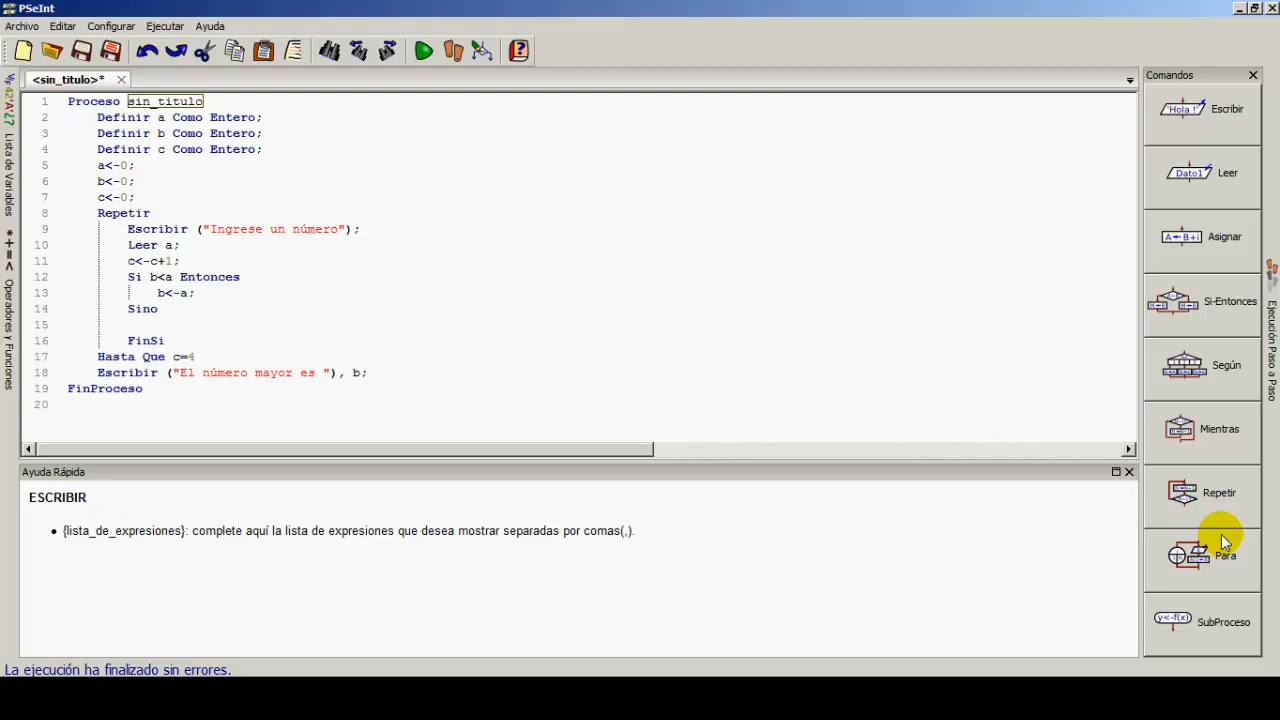 PSeInt
Archivo Editar Configurar Ejecutar Ayuda
<sin_titulo>*
Comandos
1 Proceso sin_titulo
2 Definir a Como Entero;
3 Definir b Como Entero;
4 Definir c Como Entero;
5 a<-0;
6 b<-0;
7 c<-0;
8 Repetir
9 Escribir ("Ingrese un número");
10 Leer a;
11 c<-c+1;
12 Si b<a Entonces
13 b<-a;
14 Sino
15
16 FinSi
17 Hasta Que c=4
18 Escribir ("El número mayor es "), b;
19 FinProceso
20
Lista de Variables
*+=< Operadores y Funciones
'Hola !' Escribir
Dato1 Leer
A←B+i Asignar
Si-Entonces
Según
Mientras
Repetir
Para
y<-f(x) SubProceso
Ejecución Paso a Paso
Ayuda Rápida
ESCRIBIR
• {lista_de_expresiones}: complete aquí la lista de expresiones que desea mostrar separadas por comas(,).
La ejecución ha finalizado sin errores.